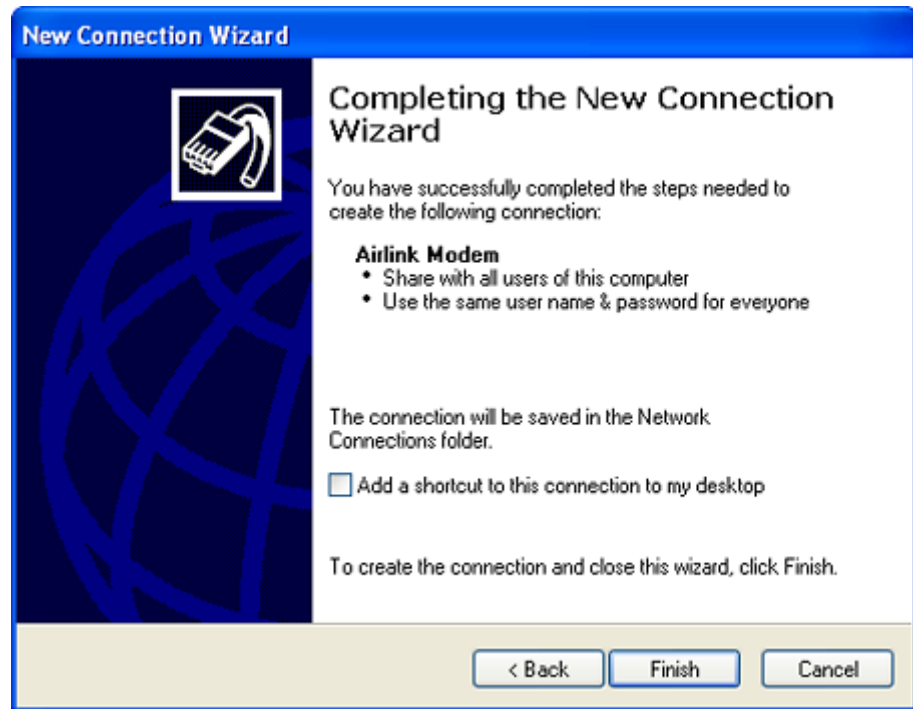 New Connection Wizard
Completing the New Connection
Wizard
You have successfully completed the steps needed to
create the following connection:
Airlink Modem
• Share with all users of this computer
• Use the same user name & password for everyone
The connection will be saved in the Network
Connections folder.
Add a shortcut to this connection to my desktop
To create the connection and close this wizard, click Finish.
< Back Finish Cancel